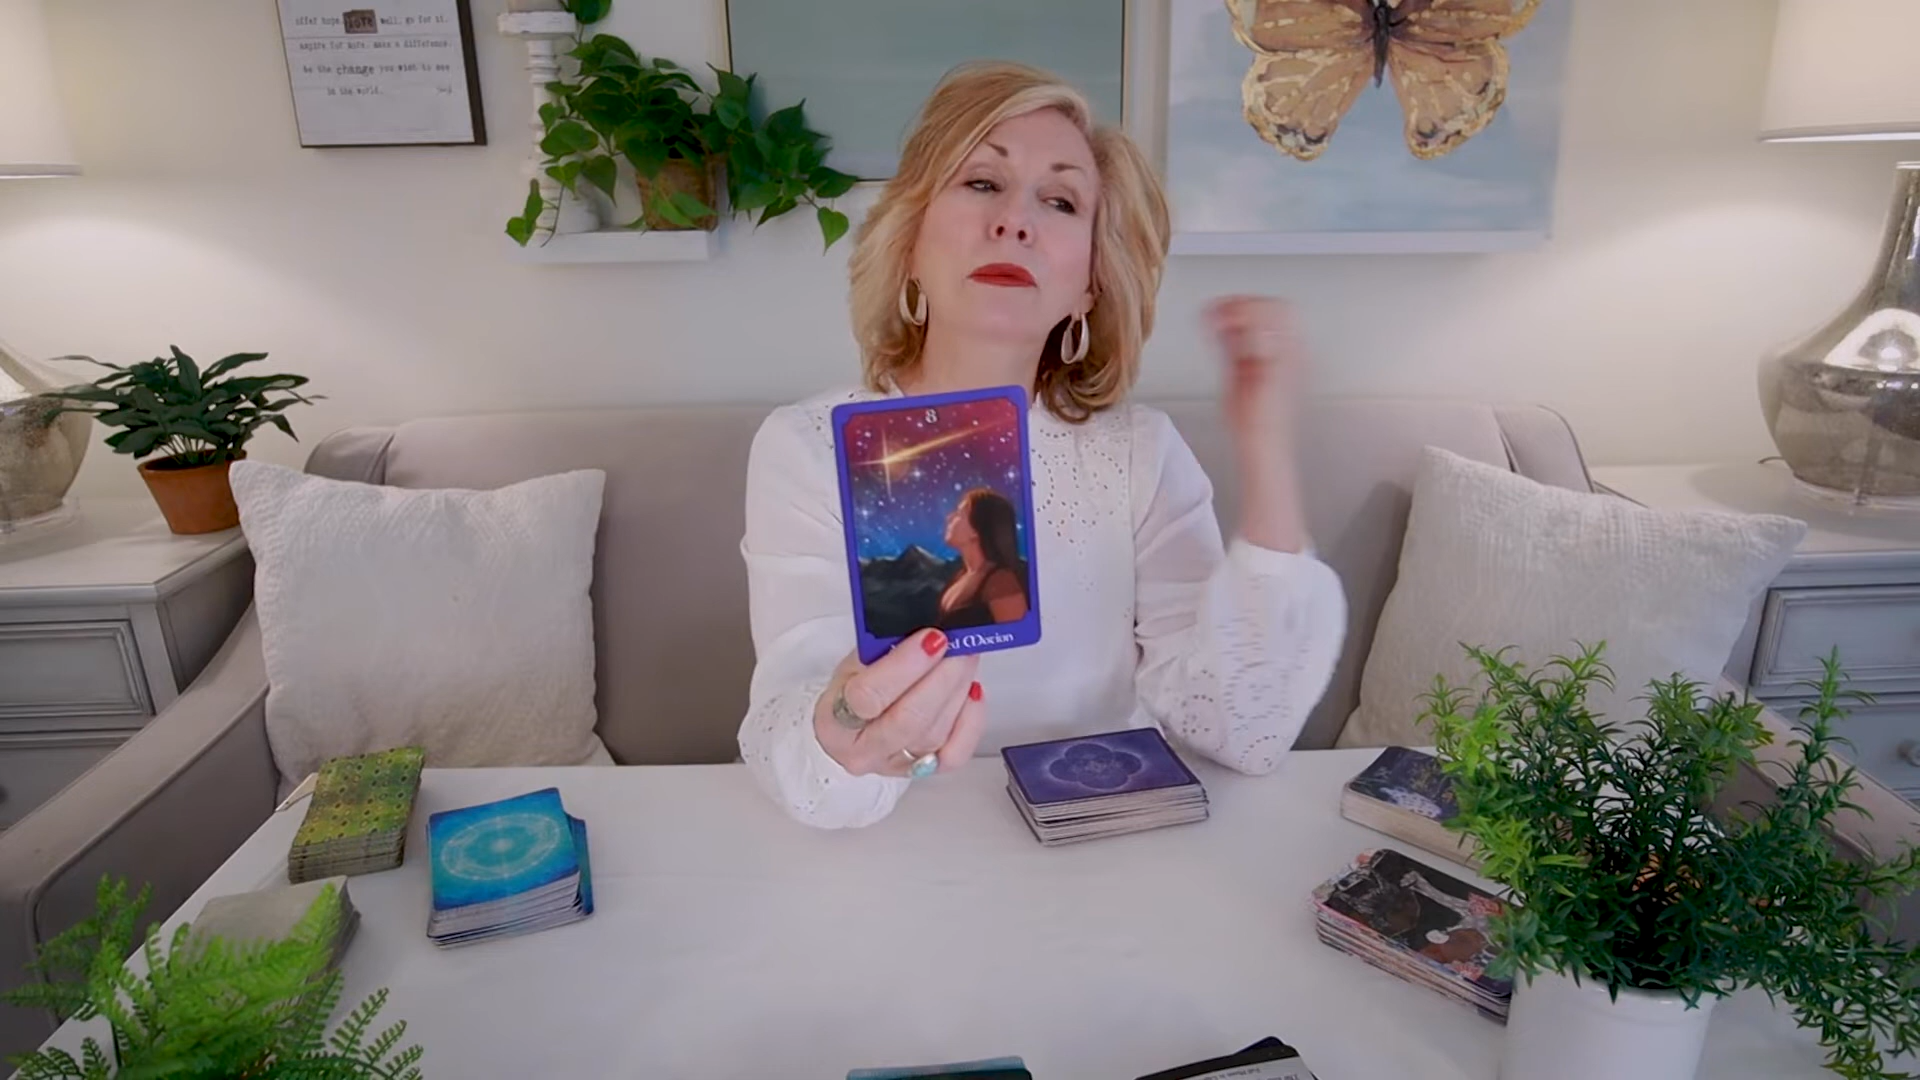 offer hope. love well. go for it.
aspire for more. make a difference.
be the change you wish to see
in the world.
8
ed Motion